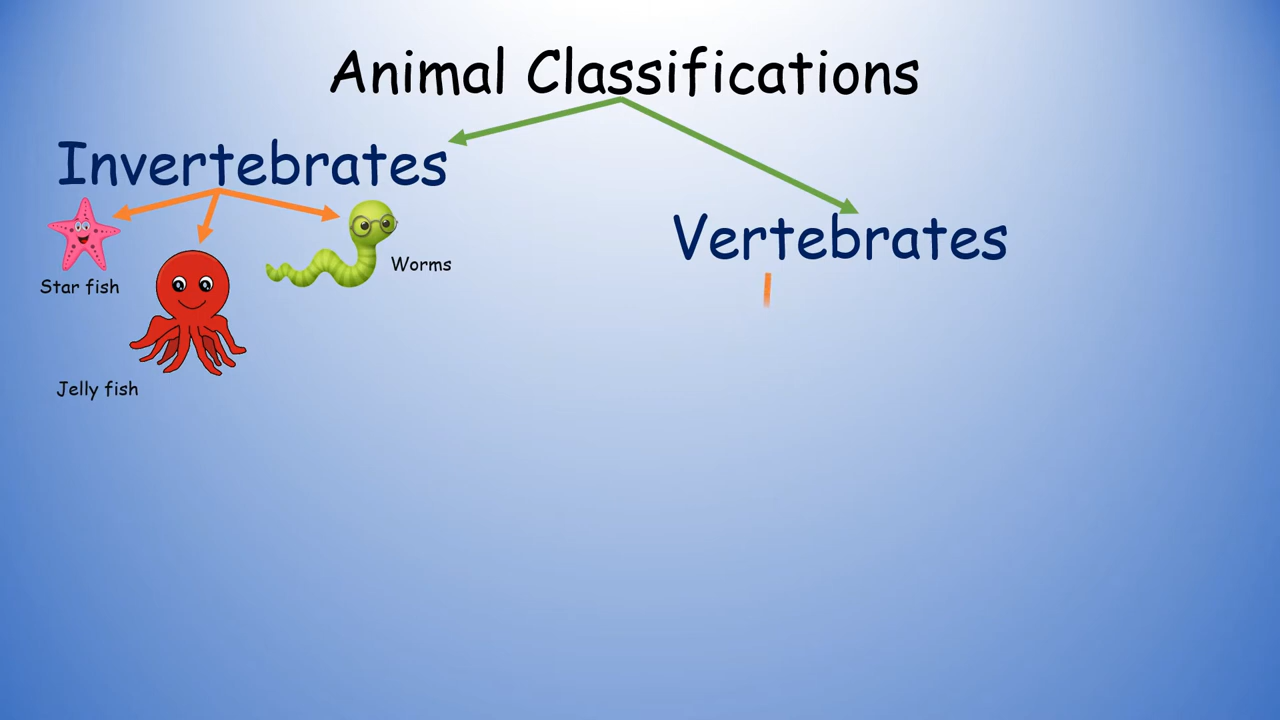 Animal Classifications
Invertebrates
Vertebrates
Star fish
Worms
Jelly fish